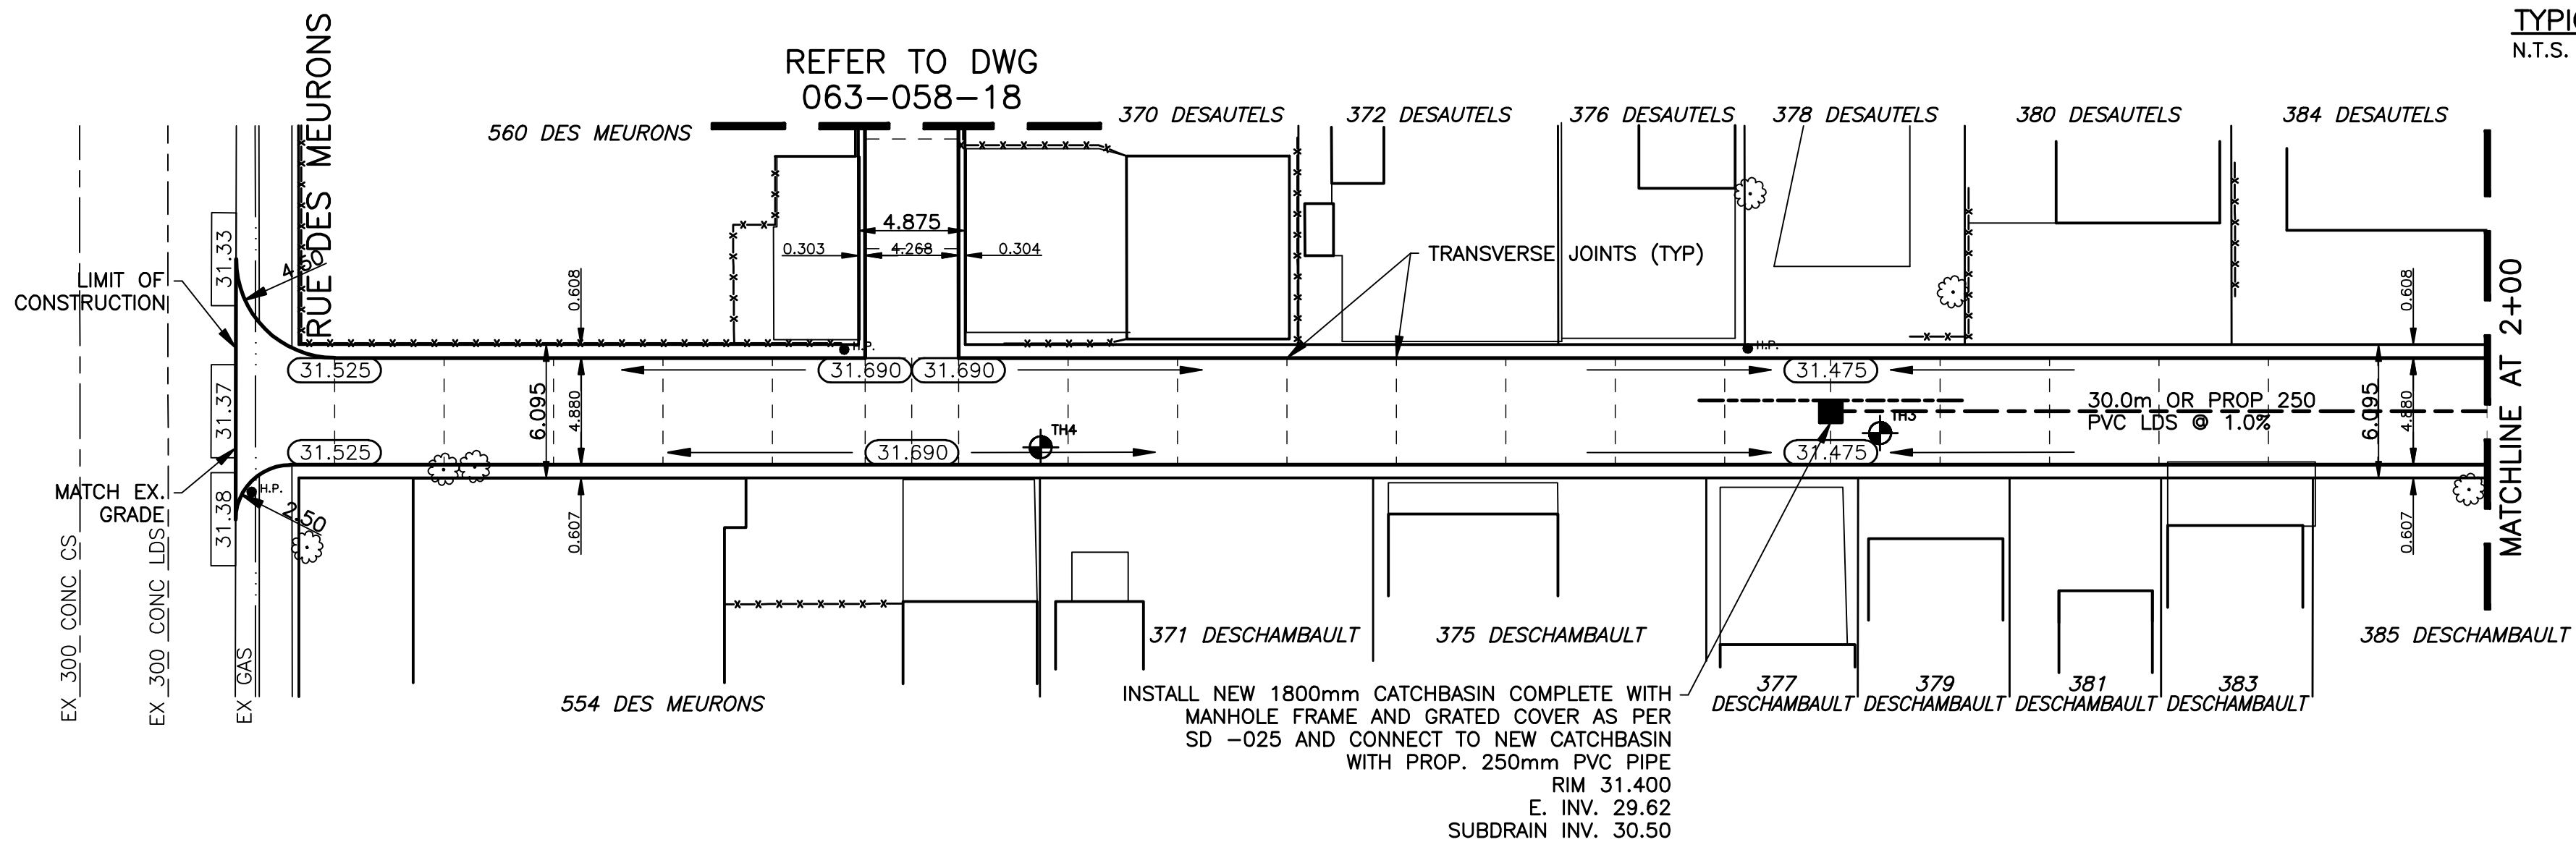 TYPI
N.T.S.
RUE DES MEURONS
REFER TO DWG
063-058-18
560 DES MEURONS
370 DESAUTELS
372 DESAUTELS
376 DESAUTELS
378 DESAUTELS
380 DESAUTELS
384 DESAUTELS
31.33
4.50
LIMIT OF
CONSTRUCTION
0.608
4.875
0.303
4.268
0.304
TRANSVERSE JOINTS (TYP)
0.608
MATCHLINE AT 2+00
H.P.
H.P.
31.525
31.690
31.690
31.475
31.37
6.095
4.880
30.0m OR PROP 250
PVC LDS @ 1.0%
6.095
4.880
TH4
TH3
31.525
31.690
31.475
MATCH EX.
GRADE
31.38
H.P.
2.50
0.607
0.607
EX 300 CONC CS
EX 300 CONC LDS
EX GAS
554 DES MEURONS
371 DESCHAMBAULT
375 DESCHAMBAULT
385 DESCHAMBAULT
377
DESCHAMBAULT
379
DESCHAMBAULT
381
DESCHAMBAULT
383
DESCHAMBAULT
INSTALL NEW 1800mm CATCHBASIN COMPLETE WITH
MANHOLE FRAME AND GRATED COVER AS PER
SD -025 AND CONNECT TO NEW CATCHBASIN
WITH PROP. 250mm PVC PIPE
RIM 31.400
E. INV. 29.62
SUBDRAIN INV. 30.50